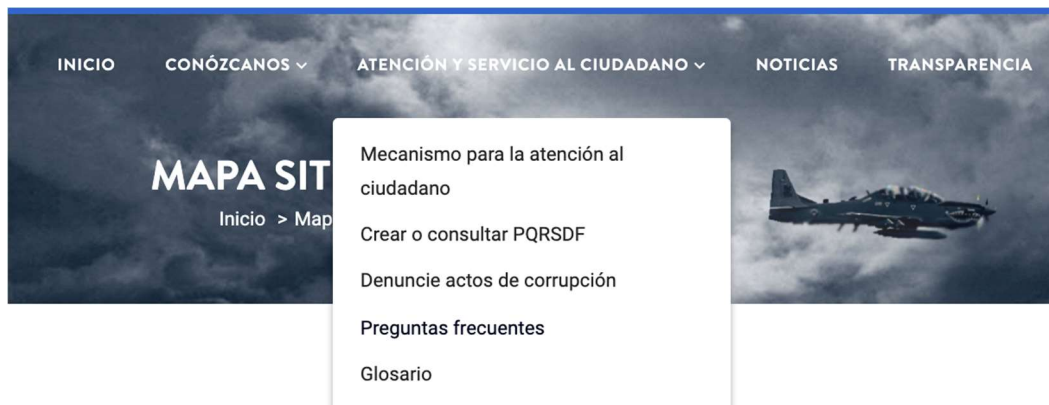 INICIO CONÓZCANOS ATENCIÓN Y SERVICIO AL CIUDADANO NOTICIAS TRANSPARENCIA
MAPA SIT
Inicio > Map
Mecanismo para la atención al
ciudadano
Crear o consultar PQRSDF
Denuncie actos de corrupción
Preguntas frecuentes
Glosario